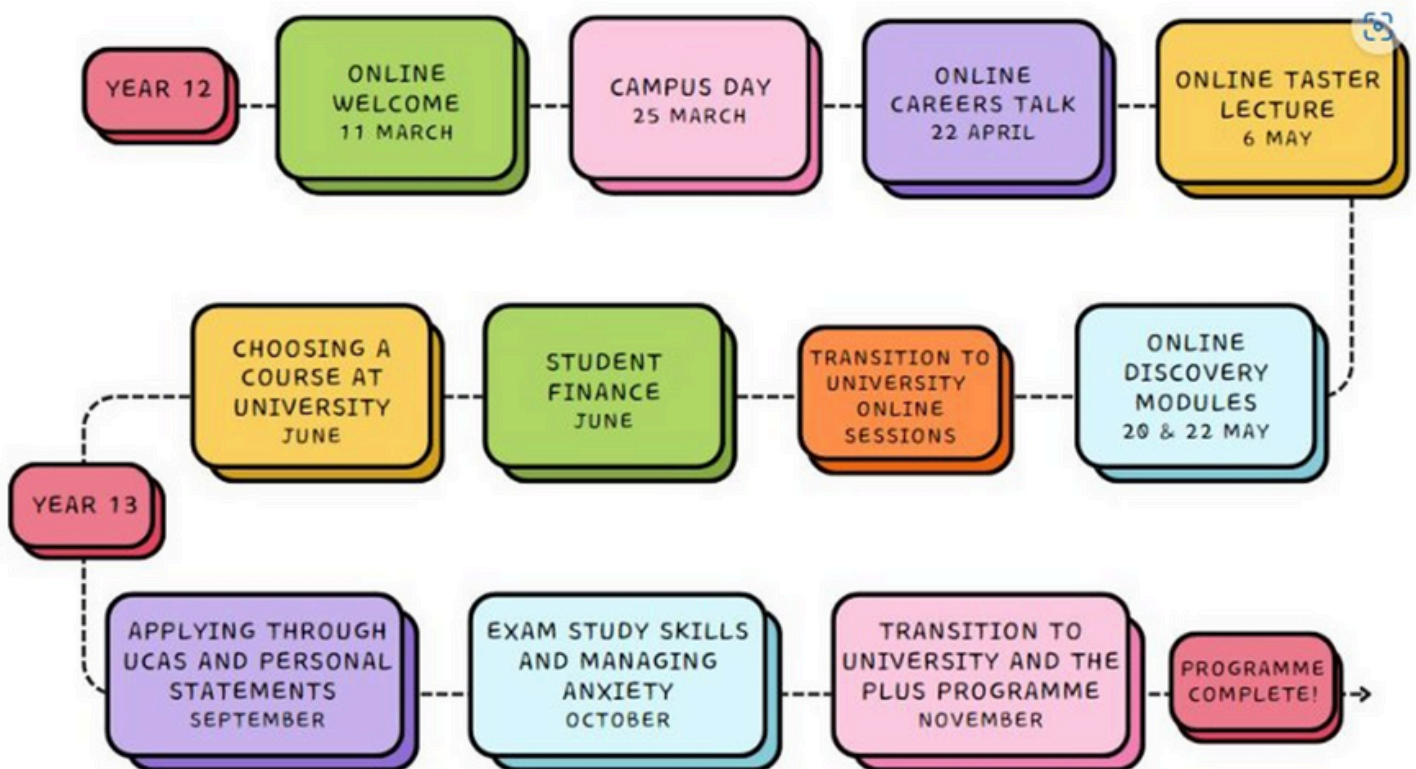 YEAR 12
ONLINE
WELCOME
11 MARCH
CAMPUS DAY
25 MARCH
ONLINE
CAREERS TALK
22 APRIL
ONLINE TASTER
LECTURE
6 MAY
ONLINE
DISCOVERY
MODULES
20 & 22 MAY
TRANSITION TO
UNIVERSITY
ONLINE
SESSIONS
STUDENT
FINANCE
JUNE
CHOOSING A
COURSE AT
UNIVERSITY
JUNE
YEAR 13
APPLYING THROUGH
UCAS AND PERSONAL
STATEMENTS
SEPTEMBER
EXAM STUDY SKILLS
AND MANAGING
ANXIETY
OCTOBER
TRANSITION TO
UNIVERSITY AND THE
PLUS PROGRAMME
NOVEMBER
PROGRAMME
COMPLETE!